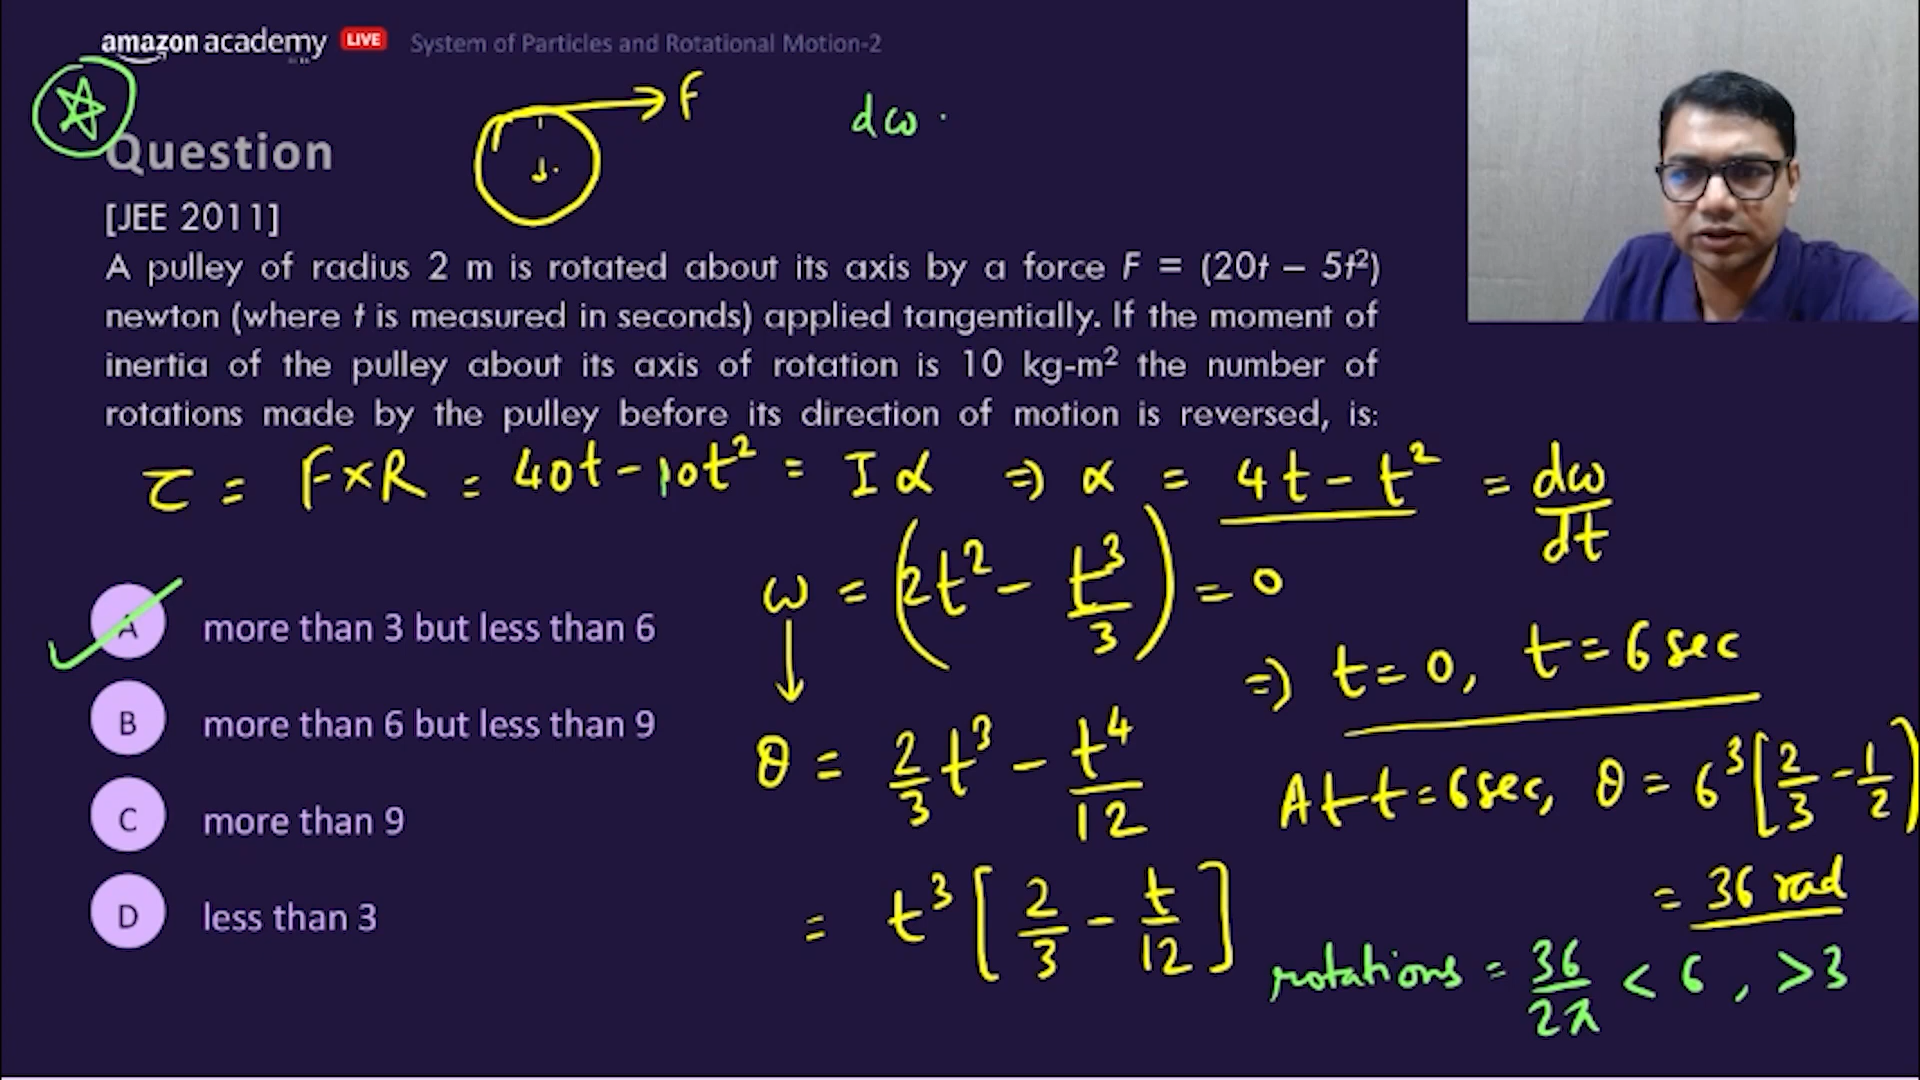 amazon academy LIVE System of Particles and Rotational Motion-2
F
dω
Question
[JEE 2011]
A pulley of radius 2 m is rotated about its axis by a force F = (20t – 5t²)
newton (where t is measured in seconds) applied tangentially. If the moment of
inertia of the pulley about its axis of rotation is 10 kg-m² the number of
rotations made by the pulley before its direction of motion is reversed, is:
τ = F×R = 40t - 10t² = Iα ⇒ α = 4t - t² = dω/dt
ω = (2t² - t³/3) = 0
⇒ t = 0, t = 6 sec
θ = 2/3 t³ - t⁴/12
At t = 6 sec, θ = 6³[2/3 - 1/2]
= t³[2/3 - t/12]
= 36 rad
rotations = 36/2π < 6, > 3
A more than 3 but less than 6
B more than 6 but less than 9
C more than 9
D less than 3